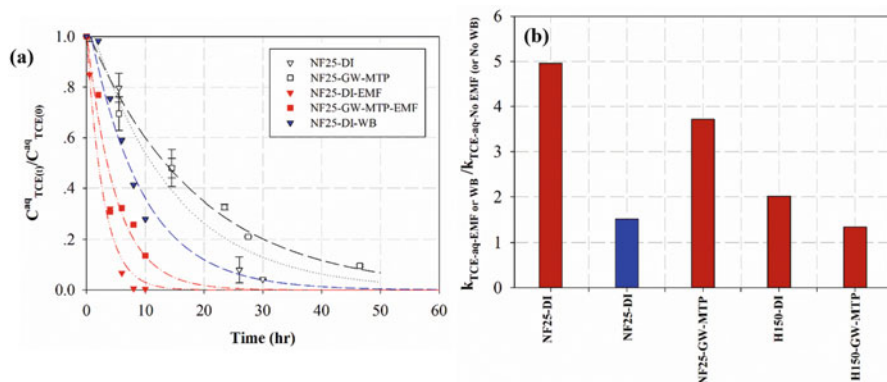 (a)
C^aq_TCE(t)/C^aq_TCE(0)
1.0
.8
.6
.4
.2
0.0
0 10 20 30 40 50 60
Time (hr)
NF25-DI
NF25-GW-MTP
NF25-DI-EMF
NF25-GW-MTP-EMF
NF25-DI-WB
(b)
k_TCE-aq-EMF or WB /k_TCE-aq-No EMF (or No WB)
6
5
4
3
2
1
0
NF25-DI
NF25-DI
NF25-GW-MTP
H150-DI
H150-GW-MTP